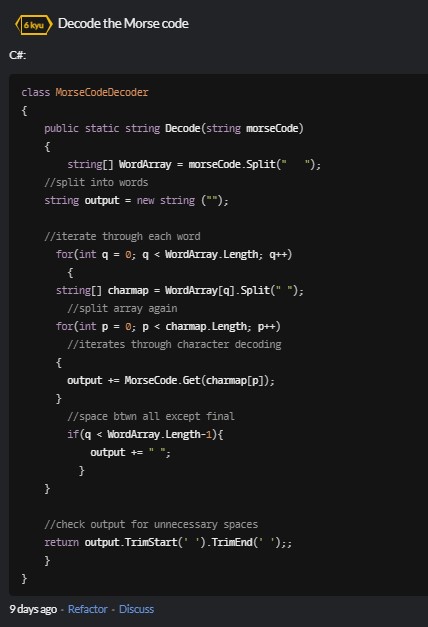 6 kyu Decode the Morse code
C#:
class MorseCodeDecoder
{
    public static string Decode(string morseCode)
    {
        string[] WordArray = morseCode.Split("   ");
    //split into words
    string output = new string ("");

    //iterate through each word
      for(int q = 0; q < WordArray.Length; q++)
        {
      string[] charmap = WordArray[q].Split(" ");
        //split array again
      for(int p = 0; p < charmap.Length; p++)
        //iterates through character decoding
      {
        output += MorseCode.Get(charmap[p]);
      }
        //space btwn all except final
        if(q < WordArray.Length-1){
            output += " ";
          }
    }

    //check output for unnecessary spaces
    return output.TrimStart(' ').TrimEnd(' ');;
    }
}
9 days ago · Refactor · Discuss